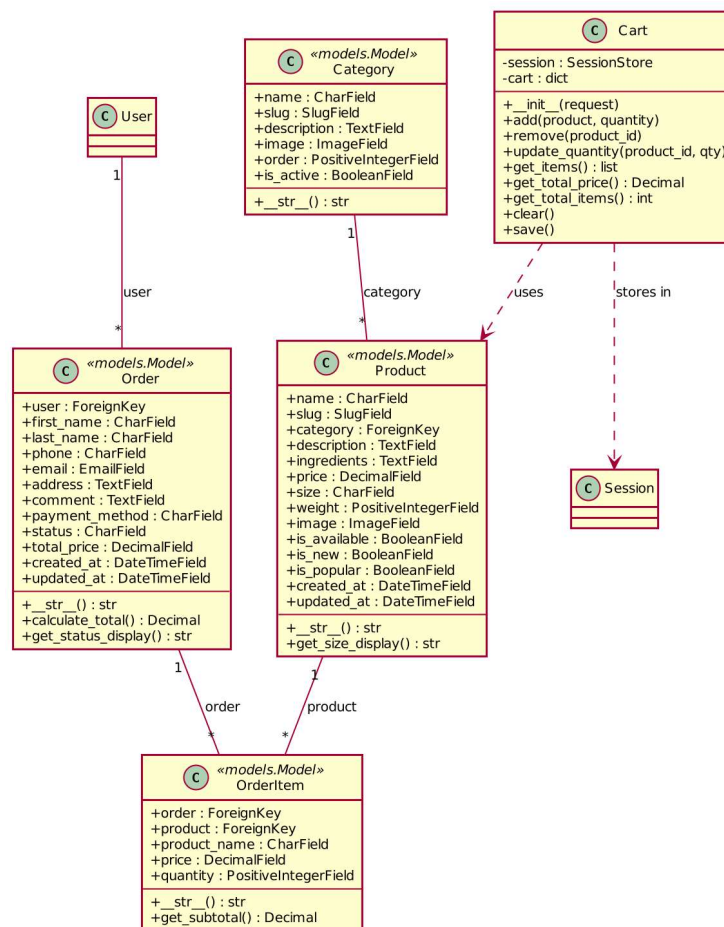 C Cart
-session : SessionStore
-cart : dict
+__init__(request)
+add(product, quantity)
+remove(product_id)
+update_quantity(product_id, qty)
+get_items() : list
+get_total_price() : Decimal
+get_total_items() : int
+clear()
+save()
C «models.Model»
Category
+name : CharField
+slug : SlugField
+description : TextField
+image : ImageField
+order : PositiveIntegerField
+is_active : BooleanField
+__str__() : str
C User
1
user
*
1
category
*
uses
stores in
C «models.Model»
Order
+user : ForeignKey
+first_name : CharField
+last_name : CharField
+phone : CharField
+email : EmailField
+address : TextField
+comment : TextField
+payment_method : CharField
+status : CharField
+total_price : DecimalField
+created_at : DateTimeField
+updated_at : DateTimeField
+__str__() : str
+calculate_total() : Decimal
+get_status_display() : str
C «models.Model»
Product
+name : CharField
+slug : SlugField
+category : ForeignKey
+description : TextField
+ingredients : TextField
+price : DecimalField
+size : CharField
+weight : PositiveIntegerField
+image : ImageField
+is_available : BooleanField
+is_new : BooleanField
+is_popular : BooleanField
+created_at : DateTimeField
+updated_at : DateTimeField
+__str__() : str
+get_size_display() : str
C Session
1
order
*
1
product
*
C «models.Model»
OrderItem
+order : ForeignKey
+product : ForeignKey
+product_name : CharField
+price : DecimalField
+quantity : PositiveIntegerField
+__str__() : str
+get_subtotal() : Decimal